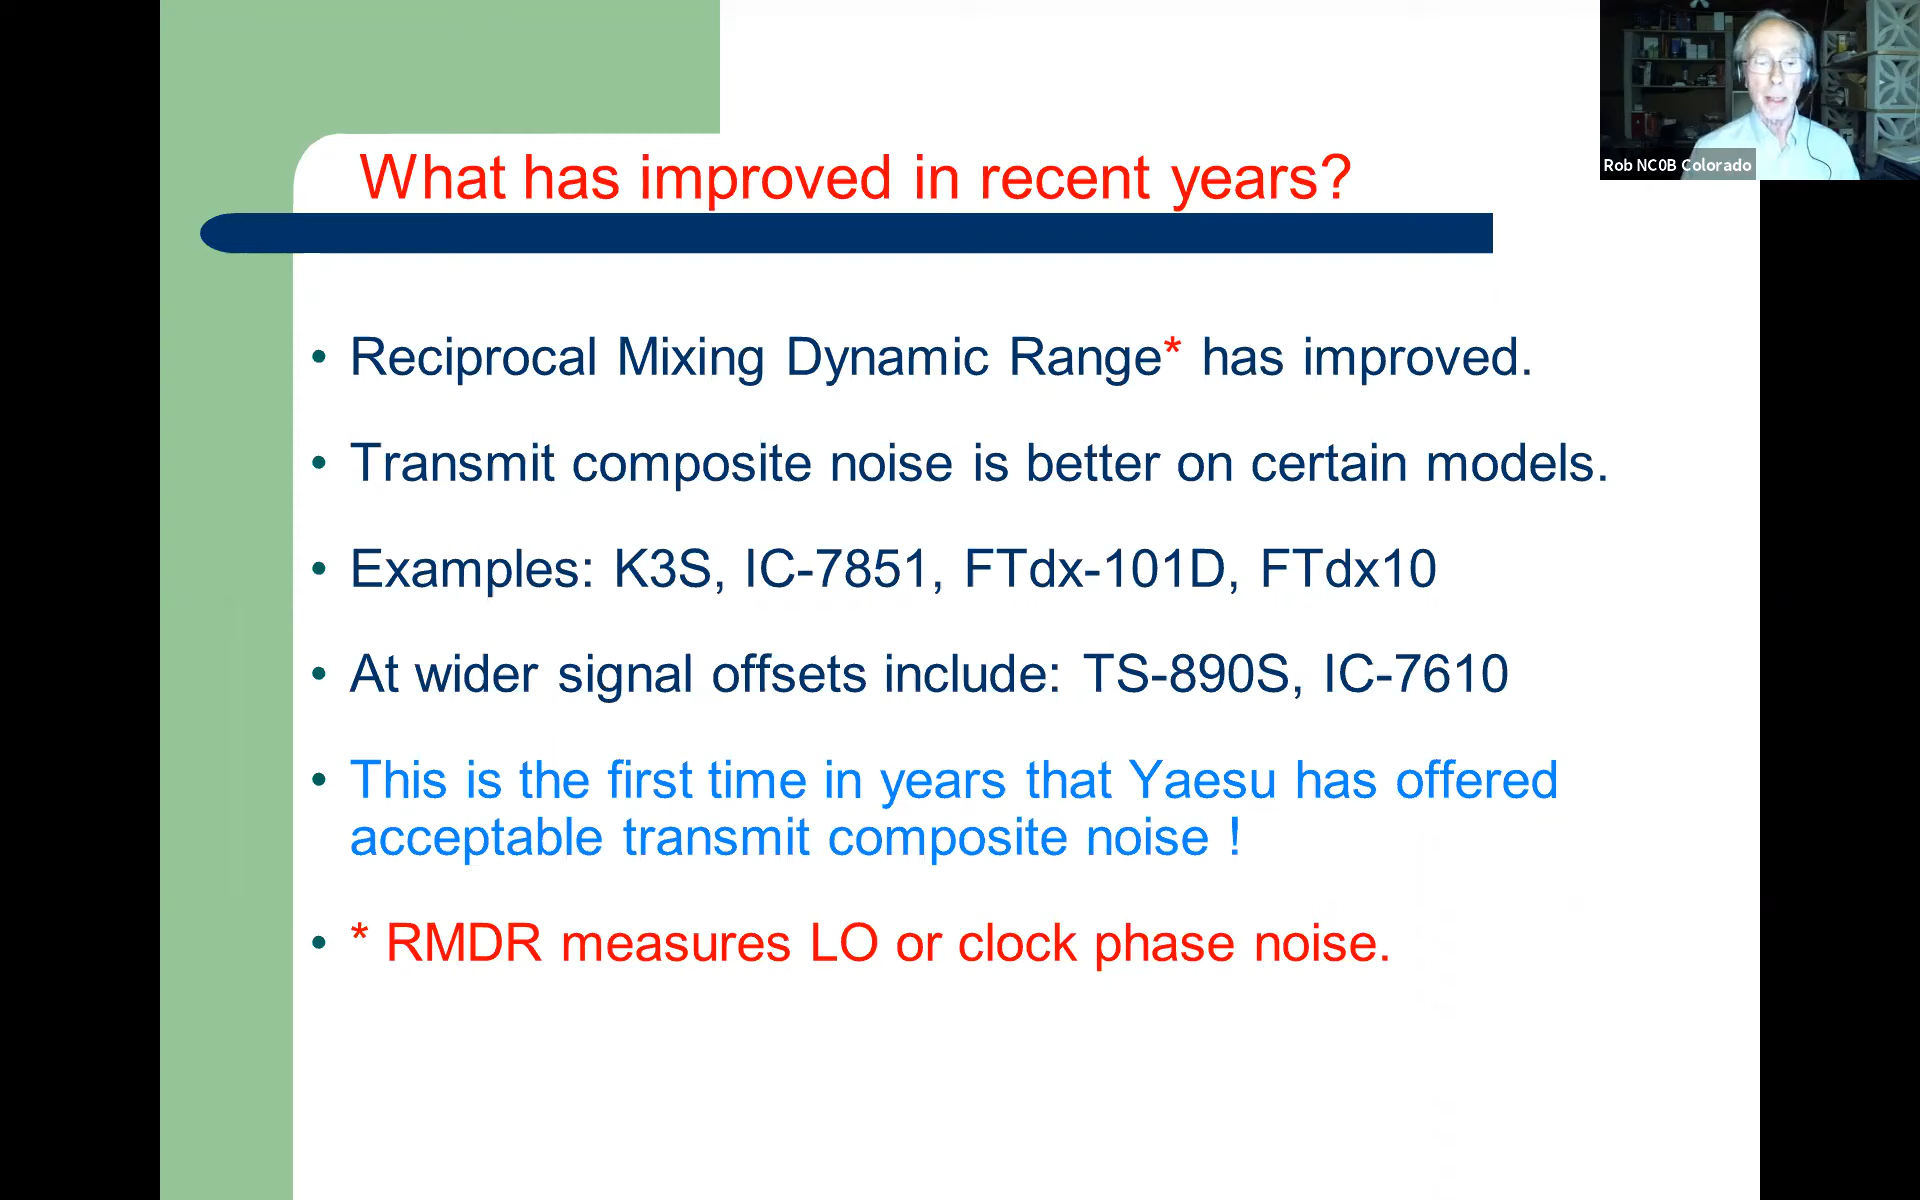 What has improved in recent years?
Rob NC0B Colorado
• Reciprocal Mixing Dynamic Range* has improved.
• Transmit composite noise is better on certain models.
• Examples: K3S, IC-7851, FTdx-101D, FTdx10
• At wider signal offsets include: TS-890S, IC-7610
• This is the first time in years that Yaesu has offered
acceptable transmit composite noise !
• * RMDR measures LO or clock phase noise.